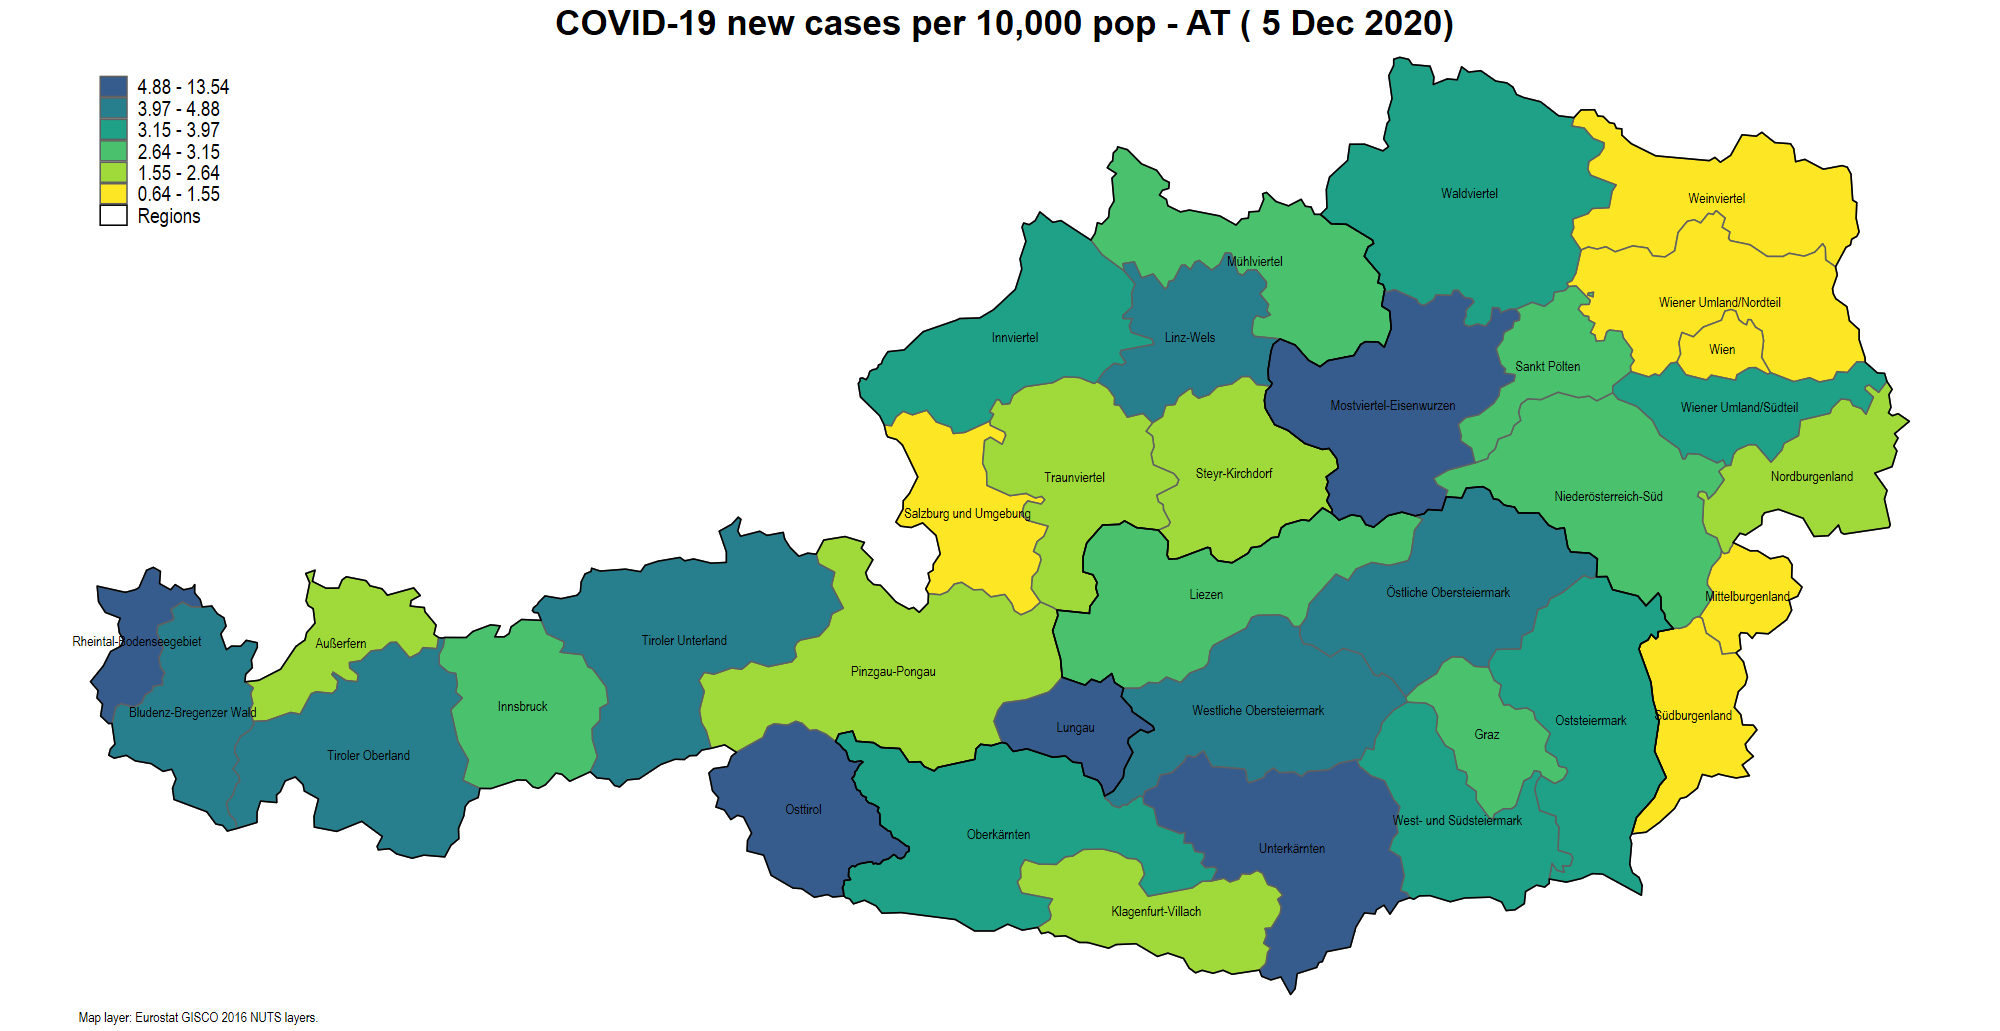 COVID-19 new cases per 10,000 pop - AT ( 5 Dec 2020)
4.88 - 13.54
3.97 - 4.88
3.15 - 3.97
2.64 - 3.15
1.55 - 2.64
0.64 - 1.55
Regions
Waldviertel
Weinviertel
Mühlviertel
Wiener Umland/Nordteil
Innviertel
Linz-Wels
Wien
Sankt Pölten
Mostviertel-Eisenwurzen
Wiener Umland/Südteil
Traunviertel
Steyr-Kirchdorf
Nordburgenland
Niederösterreich-Süd
Salzburg und Umgebung
Liezen
Östliche Obersteiermark
Mittelburgenland
Rheintal-Bodenseegebiet
Außerfern
Tiroler Unterland
Pinzgau-Pongau
Bludenz-Bregenzer Wald
Innsbruck
Westliche Obersteiermark
Südburgenland
Oststeiermark
Lungau
Graz
Tiroler Oberland
Osttirol
Oberkärnten
West- und Südsteiermark
Unterkärnten
Klagenfurt-Villach
Map layer: Eurostat GISCO 2016 NUTS layers.